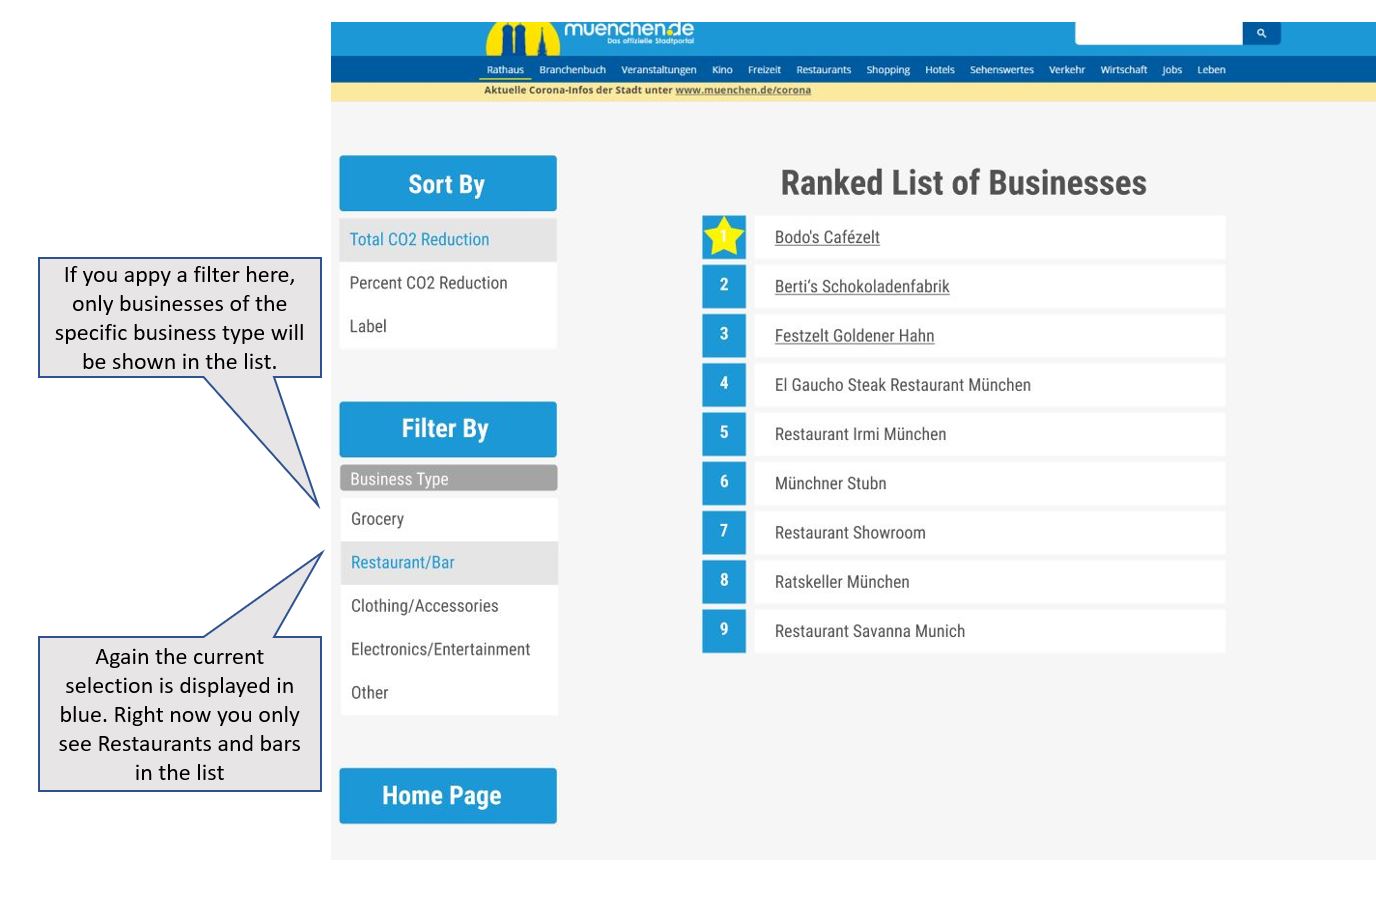 muenchen.de
Das offizielle Stadtportal
Rathaus Branchenbuch Veranstaltungen Kino Freizeit Restaurants Shopping Hotels Sehenswertes Verkehr Wirtschaft Jobs Leben
Aktuelle Corona-Infos der Stadt unter www.muenchen.de/corona
If you appy a filter here,
only businesses of the
specific business type will
be shown in the list.
Again the current
selection is displayed in
blue. Right now you only
see Restaurants and bars
in the list
Sort By
Total CO2 Reduction
Percent CO2 Reduction
Label
Filter By
Business Type
Grocery
Restaurant/Bar
Clothing/Accessories
Electronics/Entertainment
Other
Home Page
Ranked List of Businesses
1 Bodo's Cafézelt
2 Berti's Schokoladenfabrik
3 Festzelt Goldener Hahn
4 El Gaucho Steak Restaurant München
5 Restaurant Irmi München
6 Münchner Stubn
7 Restaurant Showroom
8 Ratskeller München
9 Restaurant Savanna Munich